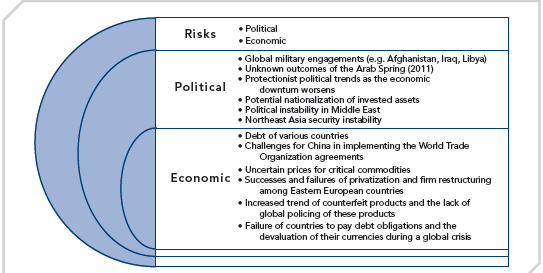 Risks
• Political
• Economic
Political
• Global military engagements (e.g. Afghanistan, Iraq, Libya)
• Unknown outcomes of the Arab Spring (2011)
• Protectionist political trends as the economic
downturn worsens
• Potential nationalization of invested assets
• Political instability in Middle East
• Northeast Asia security instability
Economic
• Debt of various countries
• Challenges for China in implementing the World Trade
Organization agreements
• Uncertain prices for critical commodities
• Successes and failures of privatization and firm restructuring
among Eastern European countries
• Increased trend of counterfeit products and the lack of
global policing of these products
• Failure of countries to pay debt obligations and the
devaluation of their currencies during a global crisis